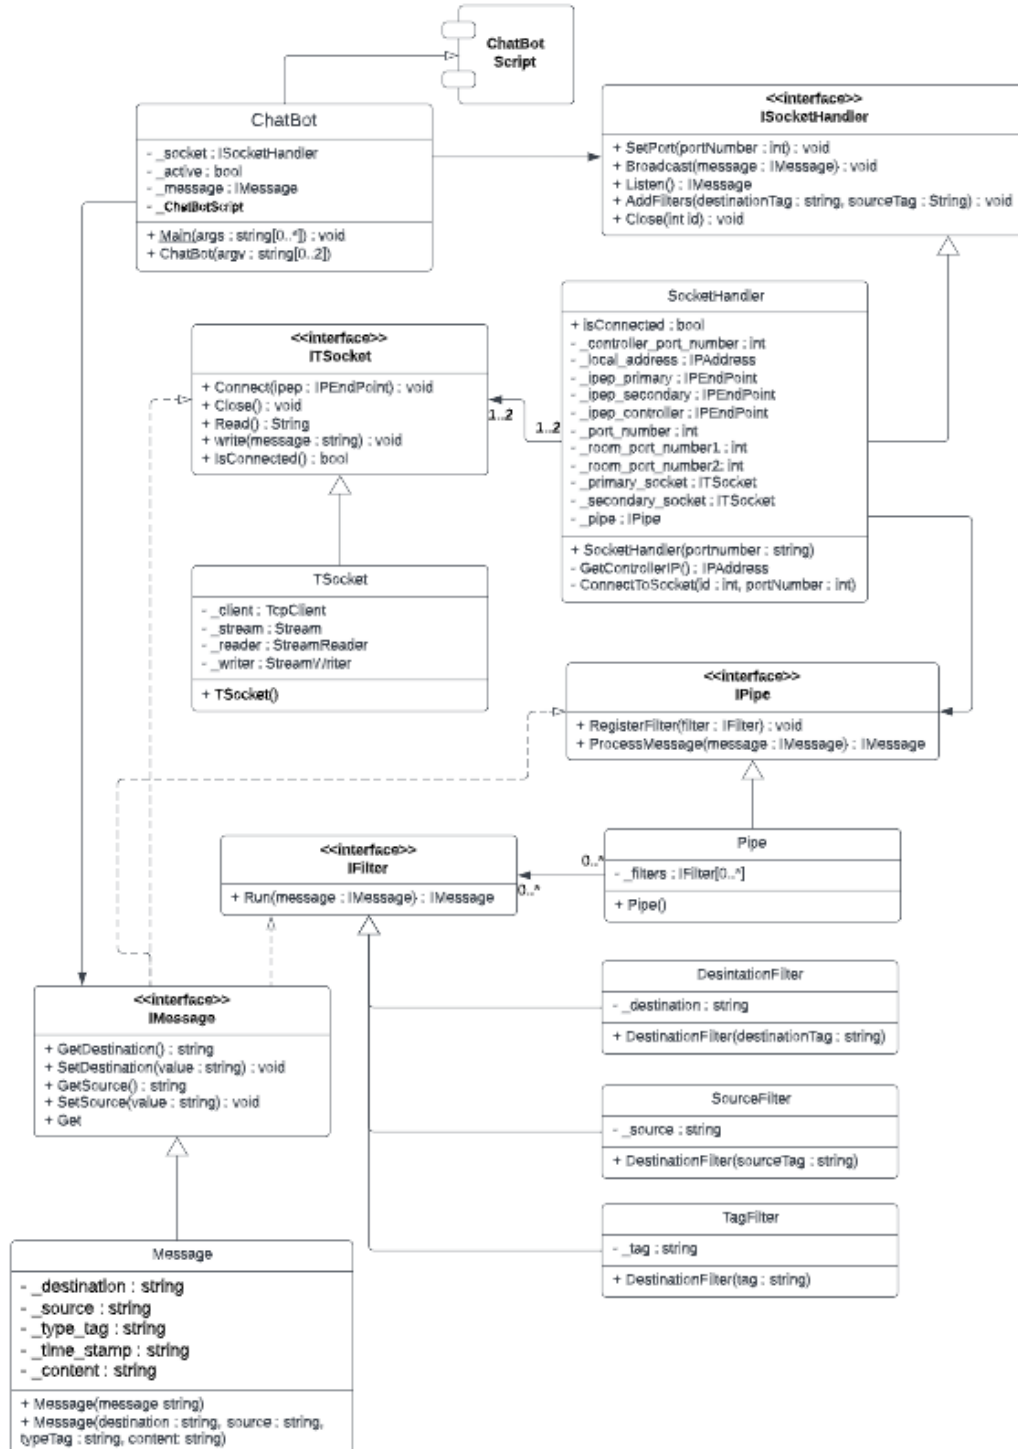 ChatBot
Script
ChatBot
- _socket : ISocketHandler
- _active : bool
- _message : IMessage
- _ChatBotScript
+ Main(args : string[0..*]) : void
+ ChatBot(argv : string[0..2])
<<interface>>
ISocketHandler
+ SetPort(portNumber : int) : void
+ Broadcast(message : IMessage) : void
+ Listen() : IMessage
+ AddFilters(destinationTag : string, sourceTag : String) : void
+ Close(int id) : void
<<interface>>
ITSocket
+ Connect(ipep : IPEndPoint) : void
+ Close() : void
+ Read() : String
+ write(message : string) : void
+ IsConnected() : bool
1..2
1..2
SocketHandler
+ isConnected : bool
- _controller_port_number : int
- _local_address : IPAddress
- _ipep_primary : IPEndPoint
- _ipep_secondary : IPEndPoint
- _ipep_controller : IPEndPoint
- _port_number : int
- _room_port_number1 : int
- _room_port_number2: int
- _primary_socket : ITSocket
- _secondary_socket : ITSocket
- _pipe : IPipe
+ SocketHandler(portnumber : string)
- GetControllerIP() : IPAddress
- ConnectToSocket(id : int, portNumber : int)
TSocket
- _client : TcpClient
- _stream : Stream
- _reader : StreamReader
- _writer : StreamWriter
+ TSocket()
<<interface>>
IPipe
+ RegisterFilter(filter : IFilter) : void
+ ProcessMessage(message : IMessage) : IMessage
<<interface>>
IFilter
+ Run(message : IMessage) : IMessage
0..*
0..*
Pipe
- _filters : IFilter[0..*]
+ Pipe()
DesintationFilter
- _destination : string
+ DestinationFilter(destinationTag : string)
<<interface>>
IMessage
+ GetDestination() : string
+ SetDestination(value : string) : void
+ GetSource() : string
+ SetSource(value : string) : void
+ Get
SourceFilter
- _source : string
+ DestinationFilter(sourceTag : string)
TagFilter
- _tag : string
+ DestinationFilter(tag : string)
Message
- _destination : string
- _source : string
- _type_tag : string
- _time_stamp : string
- _content : string
+ Message(message string)
+ Message(destination : string, source : string,
typeTag : string, content: string)